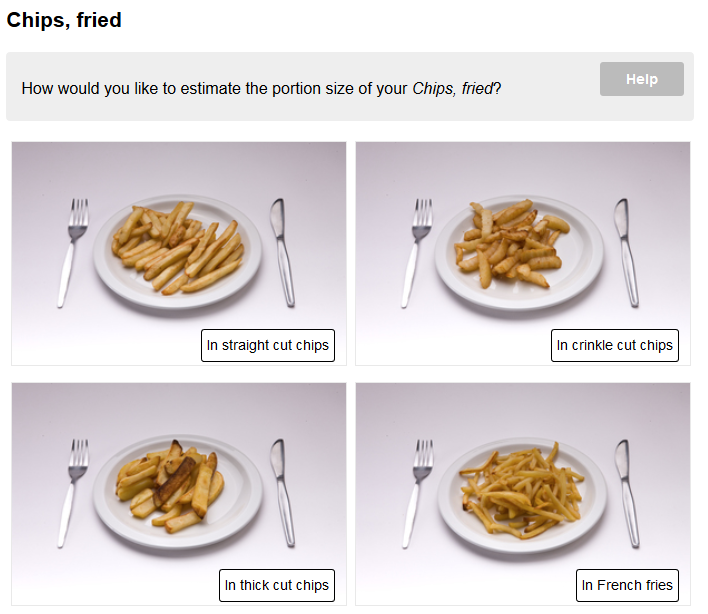 Chips, fried
How would you like to estimate the portion size of your Chips, fried?
Help
In straight cut chips
In crinkle cut chips
In thick cut chips
In French fries